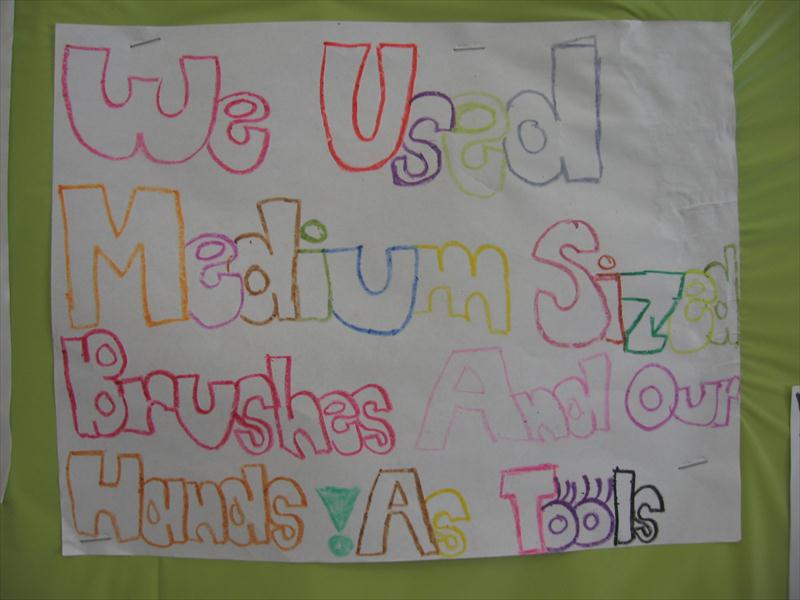 We Used
Medium Sized
Brushes And Our
Hands ! As Tools